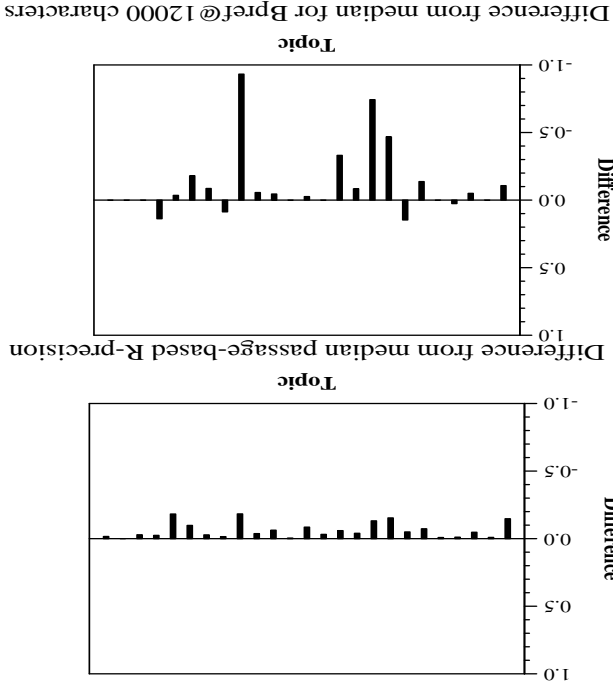 1.0
0.5
0.0
-0.5
-1.0
Difference
Topic
Difference from median passage-based R-precision
1.0
0.5
0.0
-0.5
-1.0
Difference
Topic
Difference from median for Bpref@12000 characters